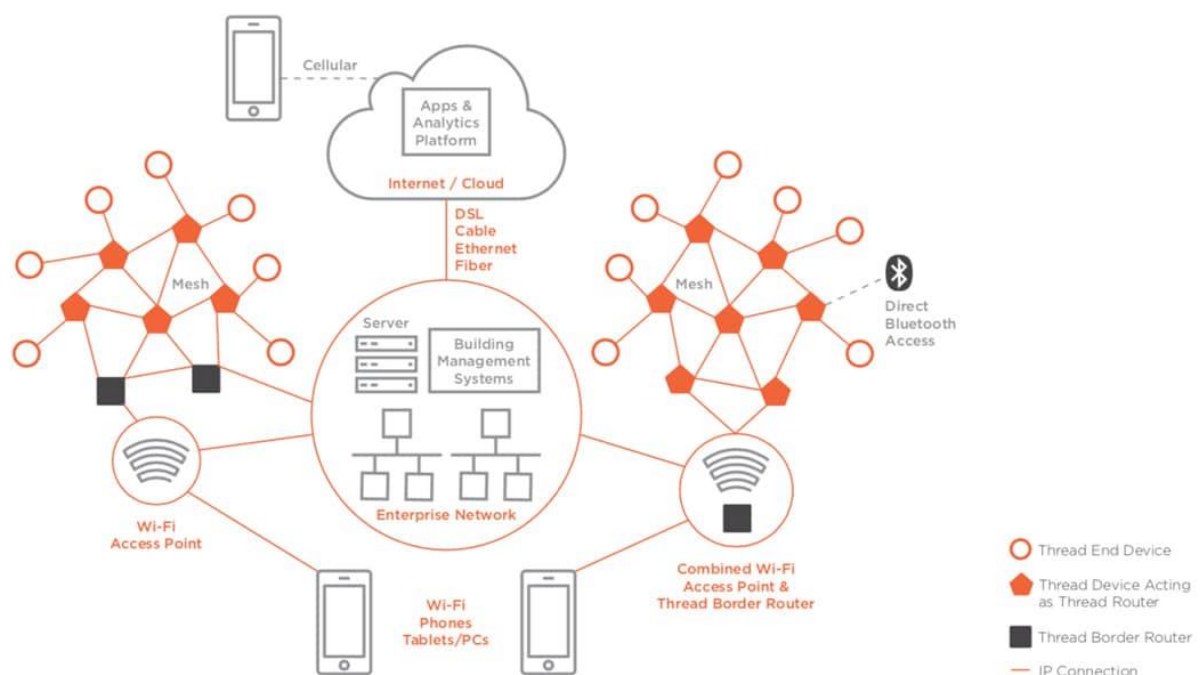 Cellular
Apps &
Analytics
Platform
Internet / Cloud
DSL
Cable
Ethernet
Fiber
Mesh
Mesh
Direct
Bluetooth
Access
Server
Building
Management
Systems
Enterprise Network
Wi-Fi
Access Point
Wi-Fi
Phones
Tablets/PCs
Combined Wi-Fi
Access Point &
Thread Border Router
Thread End Device
Thread Device Acting
as Thread Router
Thread Border Router
IP Connection